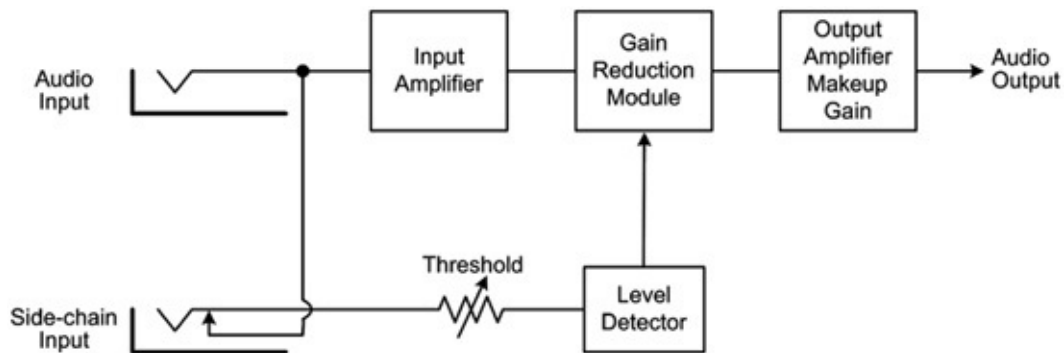 Audio
Input
Input
Amplifier
Gain
Reduction
Module
Output
Amplifier
Makeup
Gain
Audio
Output
Side-chain
Input
Threshold
Level
Detector